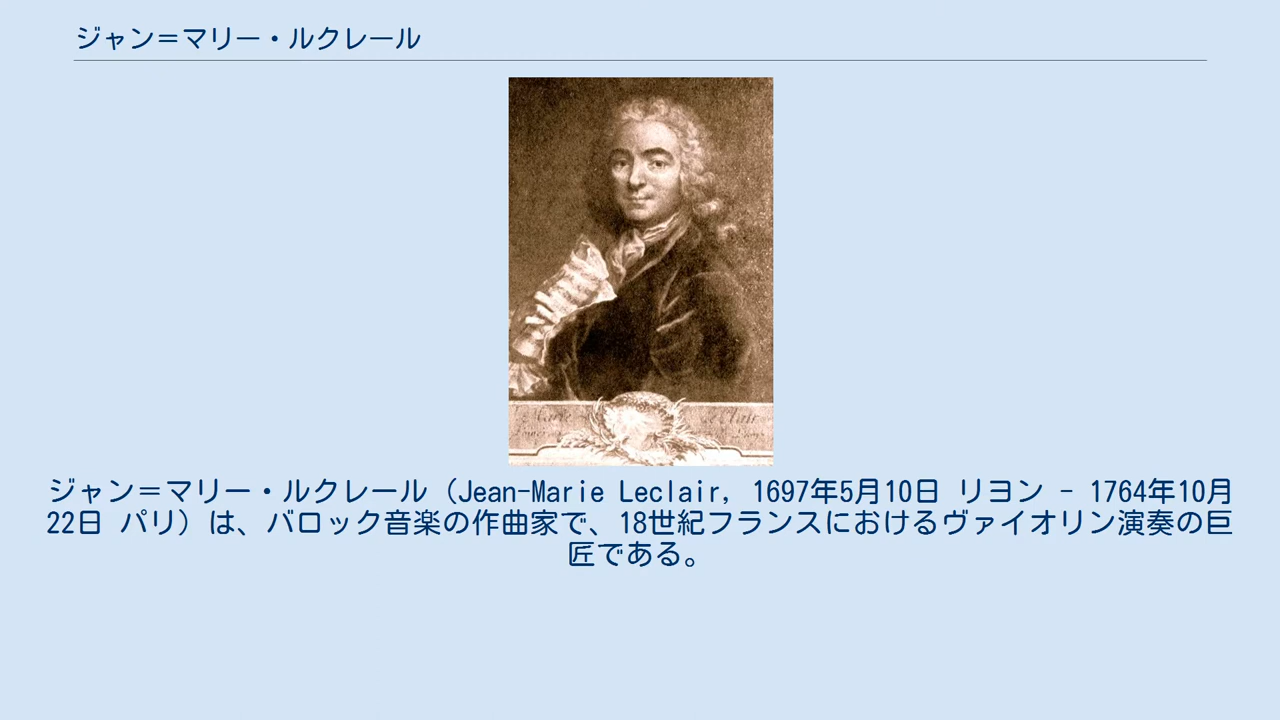 ジャン＝マリー・ルクレール
ジャン＝マリー・ルクレール（Jean-Marie Leclair, 1697年5月10日 リヨン - 1764年10月
22日 パリ）は、バロック音楽の作曲家で、18世紀フランスにおけるヴァイオリン演奏の巨
匠である。